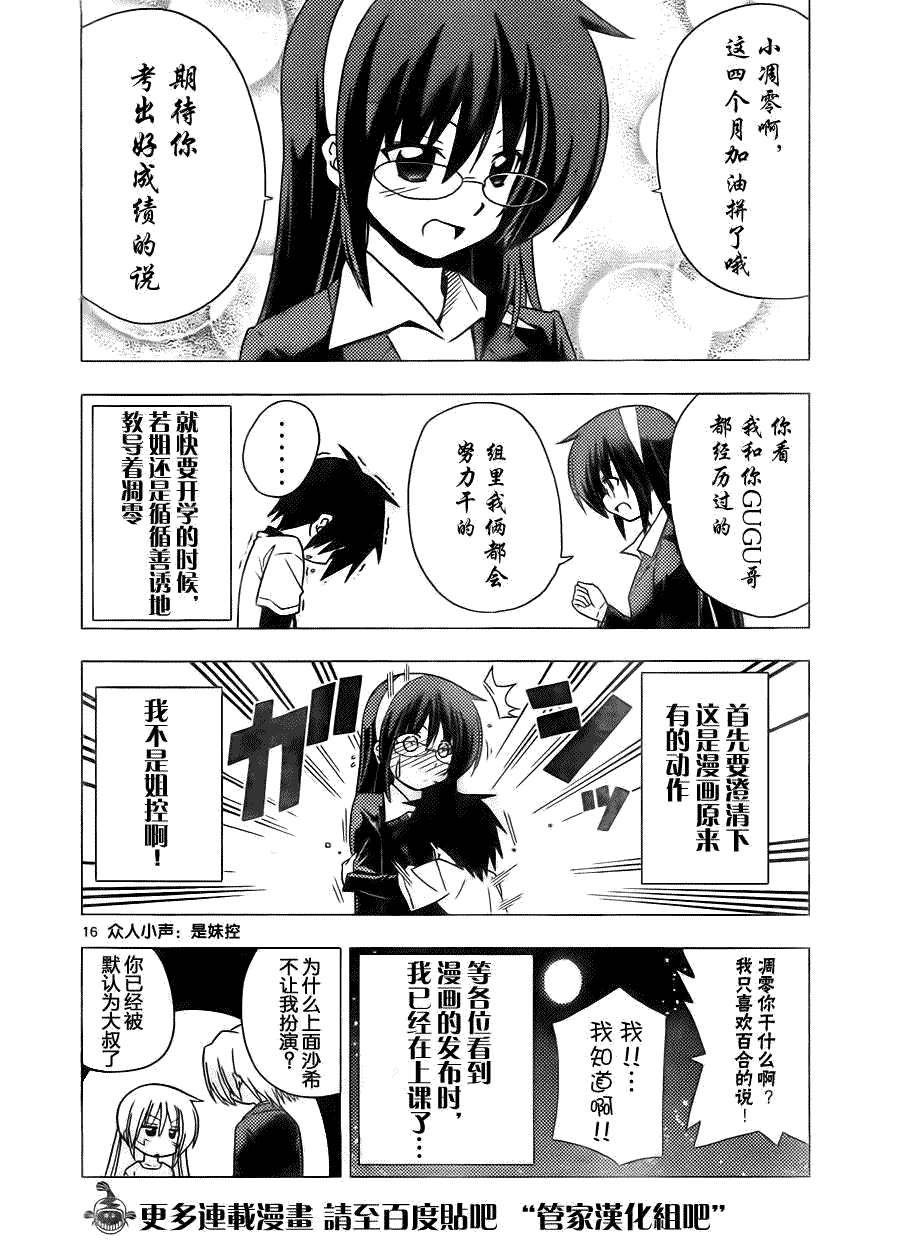 小凋零啊，
这四个月加油拼了哦
期待你
考出好成绩的说
你看
我和你GUGU哥
都经历过的
组里我俩都会
努力干的
……
就快要开学的时候，
若姐还是循循善诱地
教导着凋零
首先要澄清下
这是漫画原来
有的动作
ガシッ
我不是姐控啊！
16 众人小声：是妹控
凋零你干什么啊？
我只喜欢百合的说！
我!!…
我知道啊!!
等各位看到
漫画的发布时，
我已经在上课了…
为什么上面沙希
不让我扮演？
你已经被
默认为大叔了
更多連載漫畫 請至百度貼吧 “管家漢化組吧”